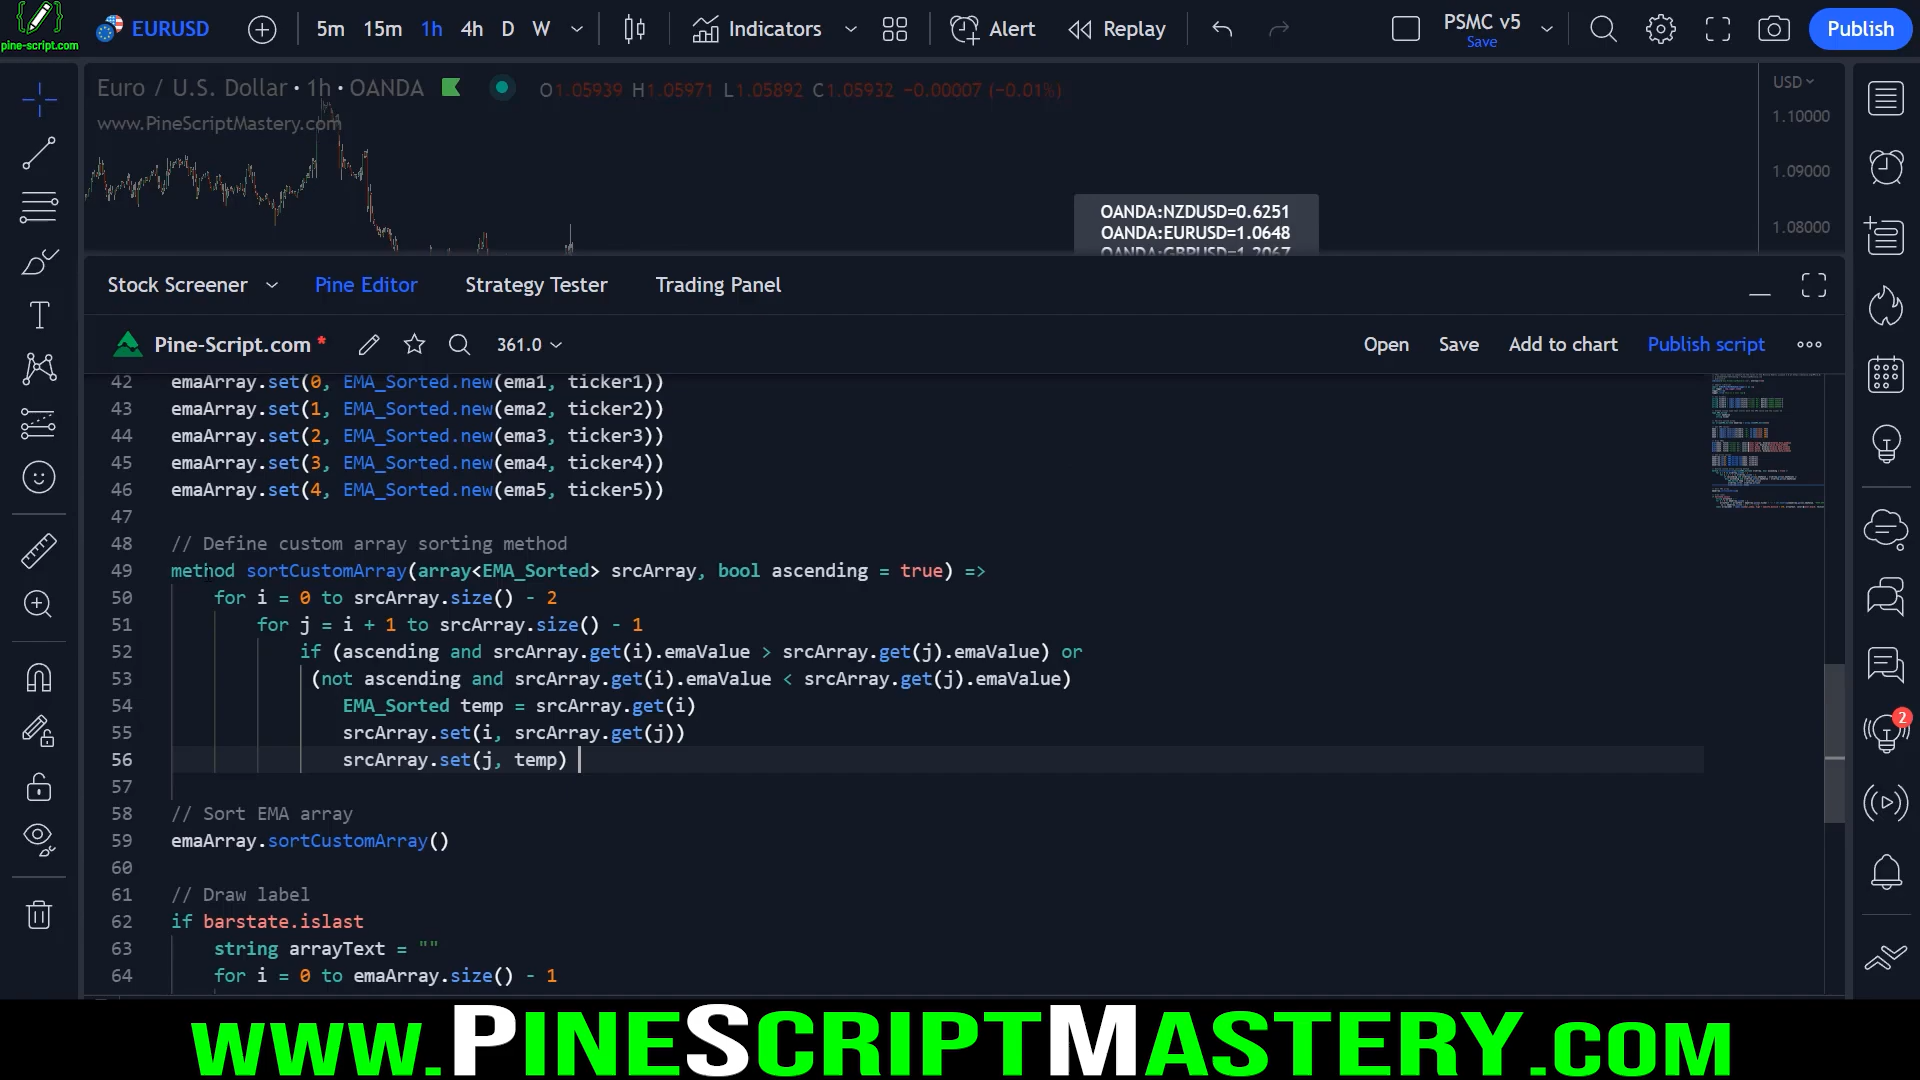 pine-script.com
EURUSD 5m 15m 1h 4h D W Indicators Alert Replay PSMC v5 Save Publish
Euro / U.S. Dollar · 1h · OANDA O1.05939 H1.05971 L1.05892 C1.05932 −0.00007 (−0.01%) USD
www.PineScriptMastery.com
1.10000
1.09000
1.08000
OANDA:NZDUSD=0.6251
OANDA:EURUSD=1.0648
OANDA:GBPUSD=1.2067
Stock Screener Pine Editor Strategy Tester Trading Panel
Pine-Script.com * 361.0 Open Save Add to chart Publish script
42 emaArray.set(0, EMA_Sorted.new(ema1, ticker1))
43 emaArray.set(1, EMA_Sorted.new(ema2, ticker2))
44 emaArray.set(2, EMA_Sorted.new(ema3, ticker3))
45 emaArray.set(3, EMA_Sorted.new(ema4, ticker4))
46 emaArray.set(4, EMA_Sorted.new(ema5, ticker5))
47
48 // Define custom array sorting method
49 method sortCustomArray(array<EMA_Sorted> srcArray, bool ascending = true) =>
50 for i = 0 to srcArray.size() - 2
51 for j = i + 1 to srcArray.size() - 1
52 if (ascending and srcArray.get(i).emaValue > srcArray.get(j).emaValue) or
53 (not ascending and srcArray.get(i).emaValue < srcArray.get(j).emaValue)
54 EMA_Sorted temp = srcArray.get(i)
55 srcArray.set(i, srcArray.get(j))
56 srcArray.set(j, temp)
57
58 // Sort EMA array
59 emaArray.sortCustomArray()
60
61 // Draw label
62 if barstate.islast
63 string arrayText = ""
64 for i = 0 to emaArray.size() - 1
2
www.PineScriptMastery.com